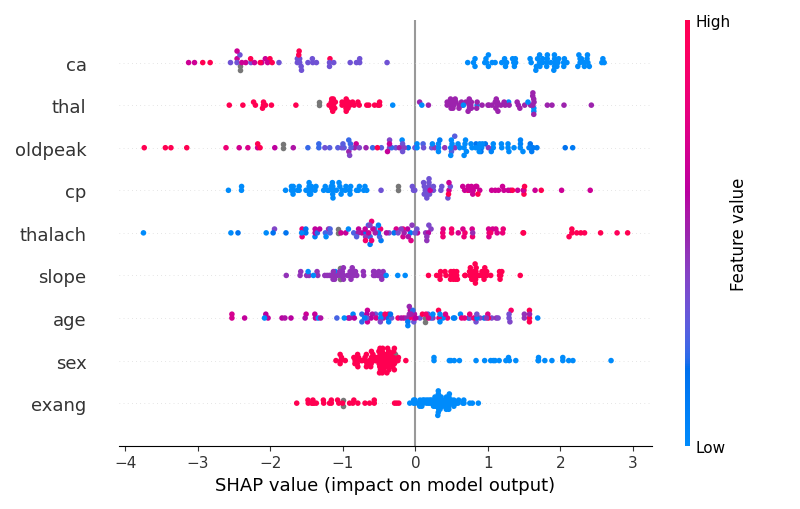 High
ca
thal
oldpeak
cp
thalach
slope
age
sex
exang
Feature value
Low
−4 −3 −2 −1 0 1 2 3
SHAP value (impact on model output)